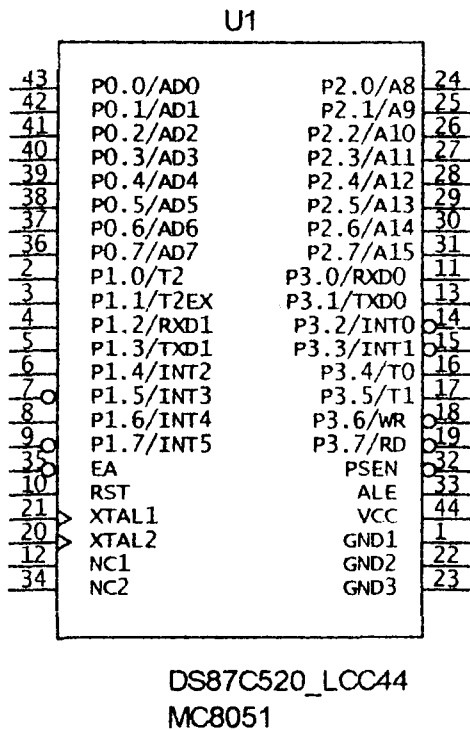 U1
43 P0.0/AD0 P2.0/A8 24
42 P0.1/AD1 P2.1/A9 25
41 P0.2/AD2 P2.2/A10 26
40 P0.3/AD3 P2.3/A11 27
39 P0.4/AD4 P2.4/A12 28
38 P0.5/AD5 P2.5/A13 29
37 P0.6/AD6 P2.6/A14 30
36 P0.7/AD7 P2.7/A15 31
2 P1.0/T2 P3.0/RXD0 11
3 P1.1/T2EX P3.1/TXD0 13
4 P1.2/RXD1 P3.2/INT0 14
5 P1.3/TXD1 P3.3/INT1 15
6 P1.4/INT2 P3.4/T0 16
7 P1.5/INT3 P3.5/T1 17
8 P1.6/INT4 P3.6/WR 18
9 P1.7/INT5 P3.7/RD 19
35 EA PSEN 32
10 RST ALE 33
21 XTAL1 VCC 44
20 XTAL2 GND1 1
12 NC1 GND2 22
34 NC2 GND3 23
DS87C520_LCC44
MC8051